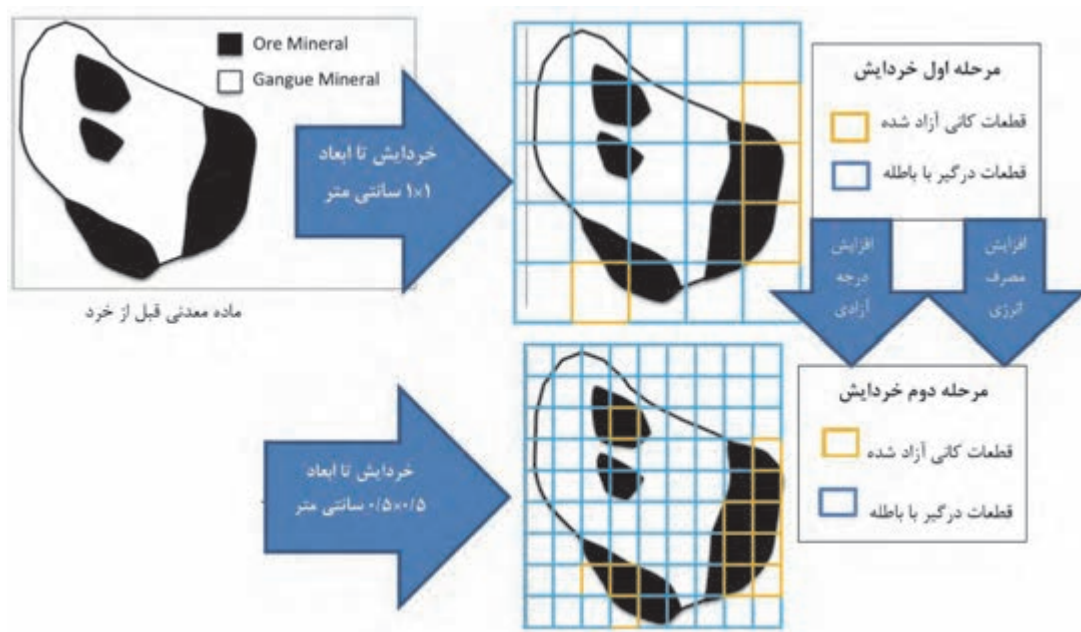 Ore Mineral
Gangue Mineral
خردایش تا ابعاد
۱×۱ سانتی متر
ماده معدنی قبل از خرد
مرحله اول خردایش
قطعات کانی آزاد شده
قطعات درگیر با باطله
افزایش
درجه
آزادی
افزایش
مصرف
انرژی
خردایش تا ابعاد
۰/۵×۰/۵ سانتی متر
مرحله دوم خردایش
قطعات کانی آزاد شده
قطعات درگیر با باطله